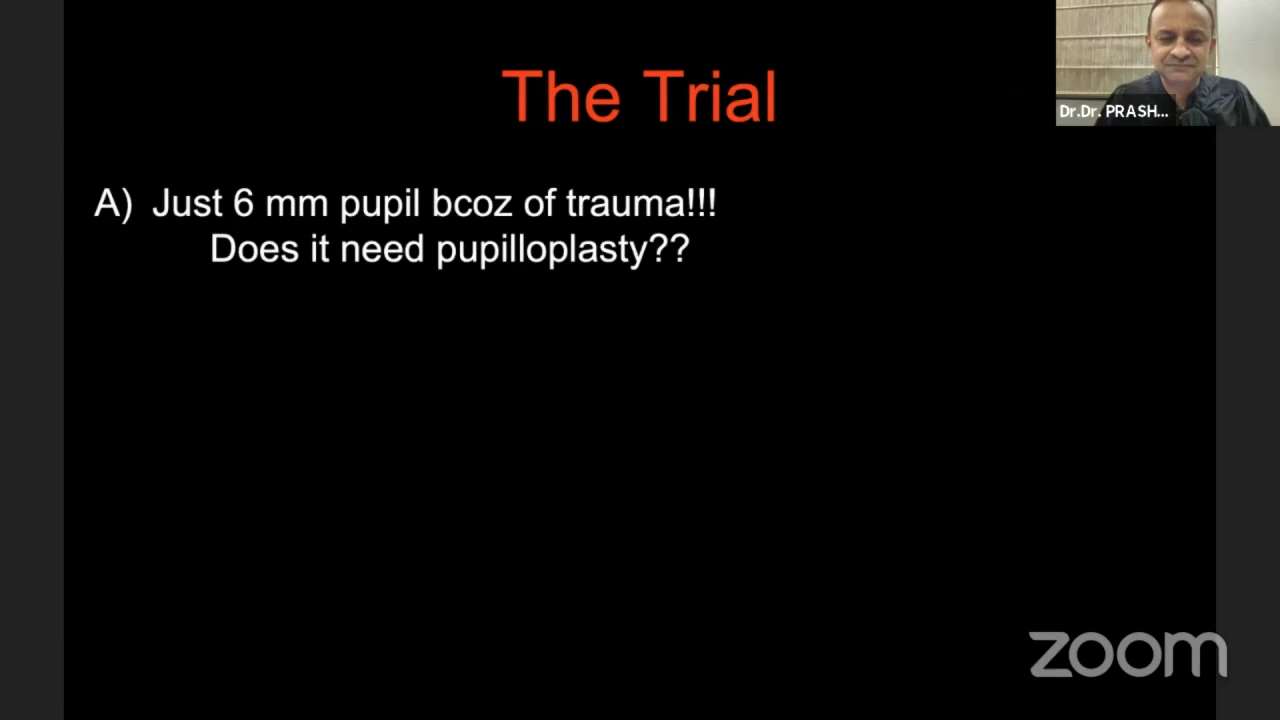 The Trial
Dr.Dr. PRASH...
A) Just 6 mm pupil bcoz of trauma!!!
Does it need pupilloplasty??
zoom